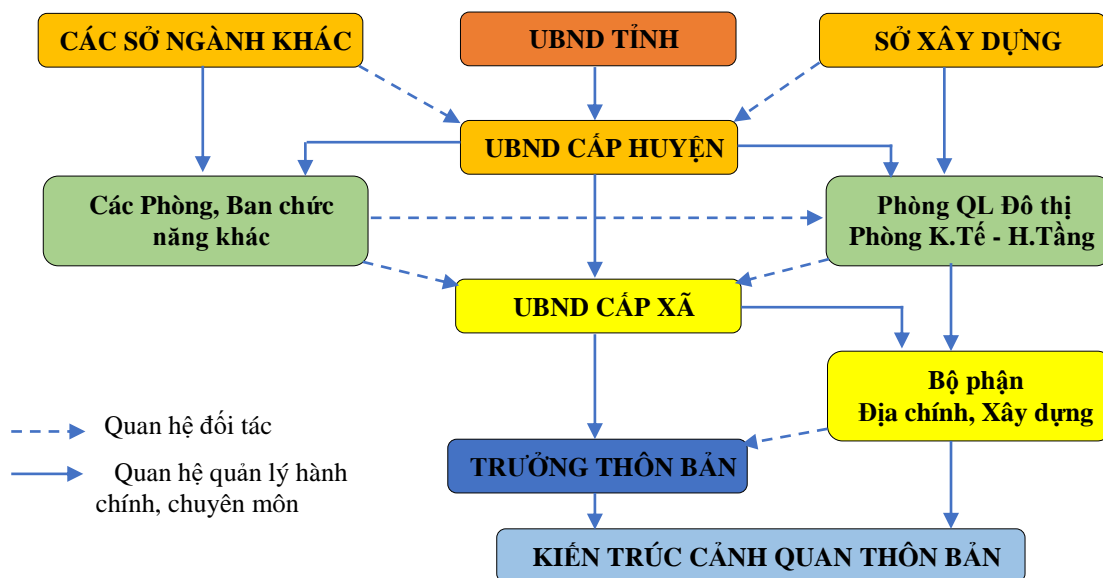 CÁC SỞ NGÀNH KHÁC
UBND TỈNH
SỞ XÂY DỰNG
UBND CẤP HUYỆN
Các Phòng, Ban chức
năng khác
Phòng QL Đô thị
Phòng K.Tế - H.Tầng
UBND CẤP XÃ
Bộ phận
Địa chính, Xây dựng
Quan hệ đối tác
TRƯỞNG THÔN BẢN
Quan hệ quản lý hành
chính, chuyên môn
KIẾN TRÚC CẢNH QUAN THÔN BẢN